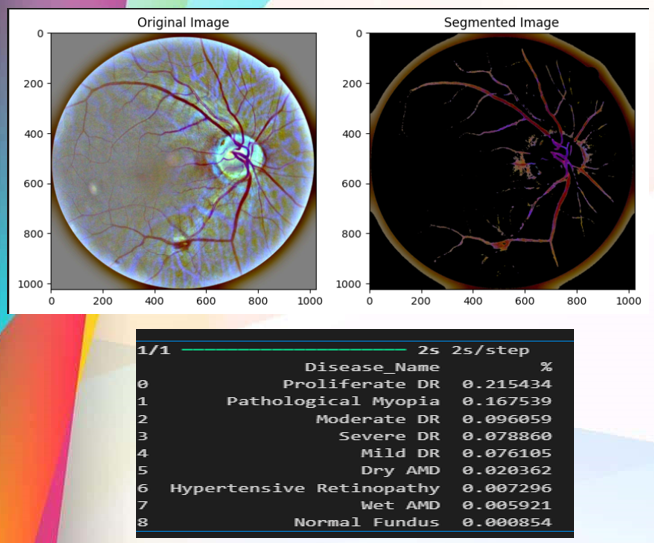 Original Image
Segmented Image
0
200
400
600
800
1000
0 200 400 600 800 1000
0
200
400
600
800
1000
0 200 400 600 800 1000
1/1 2s 2s/step
Disease_Name %
0 Proliferate DR 0.215434
1 Pathological Myopia 0.167539
2 Moderate DR 0.096059
3 Severe DR 0.078860
4 Mild DR 0.076105
5 Dry AMD 0.020362
6 Hypertensive Retinopathy 0.007296
7 Wet AMD 0.005921
8 Normal Fundus 0.000854